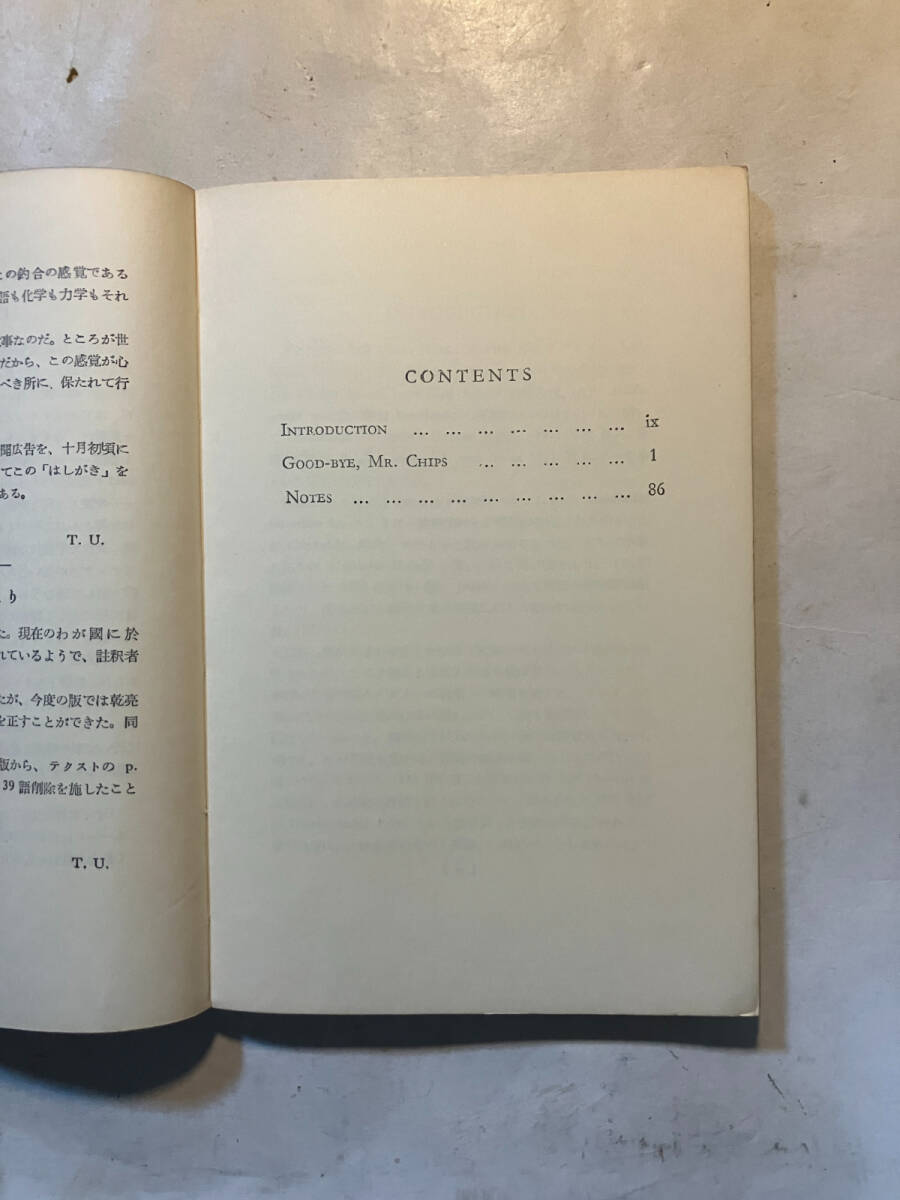 との釣合の感覚である
語も化学も力学もそれ
事なのだ。ところが世
だから、この感覚が心
べき所に、保たれて行
聞広告を、十月初頃に
てこの「はしがき」を
ある。
T. U.
り
た。現在のわが國に於
れているようで、註釈者
たが、今度の版では乾亮
を正すことができた。同
版から、テクストの p.
39 語削除を施したこと
T. U.
CONTENTS
INTRODUCTION ... ... ... ... ... ... ... ix
GOOD-BYE, MR. CHIPS ... ... ... ... ... 1
NOTES ... ... ... ... ... ... ... ... ... 86